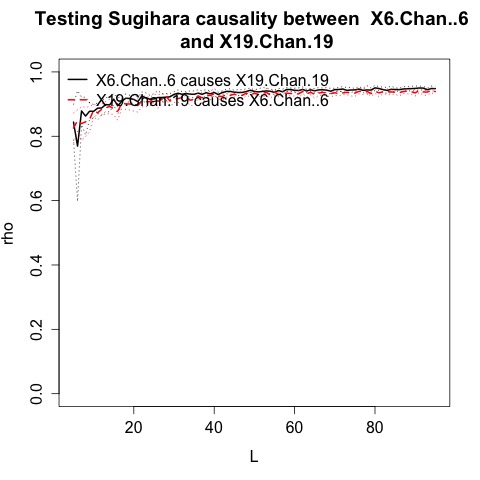 Testing Sugihara causality between  X6.Chan..6
and X19.Chan.19
X6.Chan..6 causes X19.Chan.19
X19.Chan.19 causes X6.Chan..6
rho
1.0
0.8
0.6
0.4
0.2
0.0
20 40 60 80
L